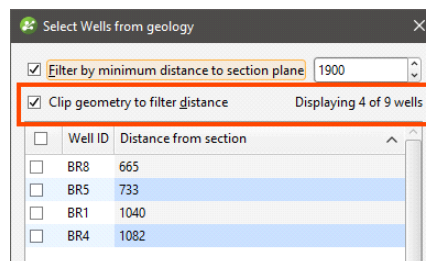 Select Wells from geology
Filter by minimum distance to section plane 1900
Clip geometry to filter distance Displaying 4 of 9 wells
Well ID Distance from section
BR8 665
BR5 733
BR1 1040
BR4 1082